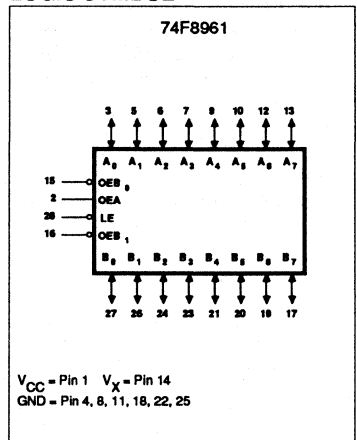 74F8961
3 5 6 7 9 10 12 13
A0 A1 A2 A3 A4 A5 A6 A7
15 OEB0
2 OEA
28 LE
16 OEB1
B0 B1 B2 B3 B4 B5 B6 B7
27 26 24 23 21 20 19 17
VCC = Pin 1 VX = Pin 14
GND = Pin 4, 8, 11, 18, 22, 25